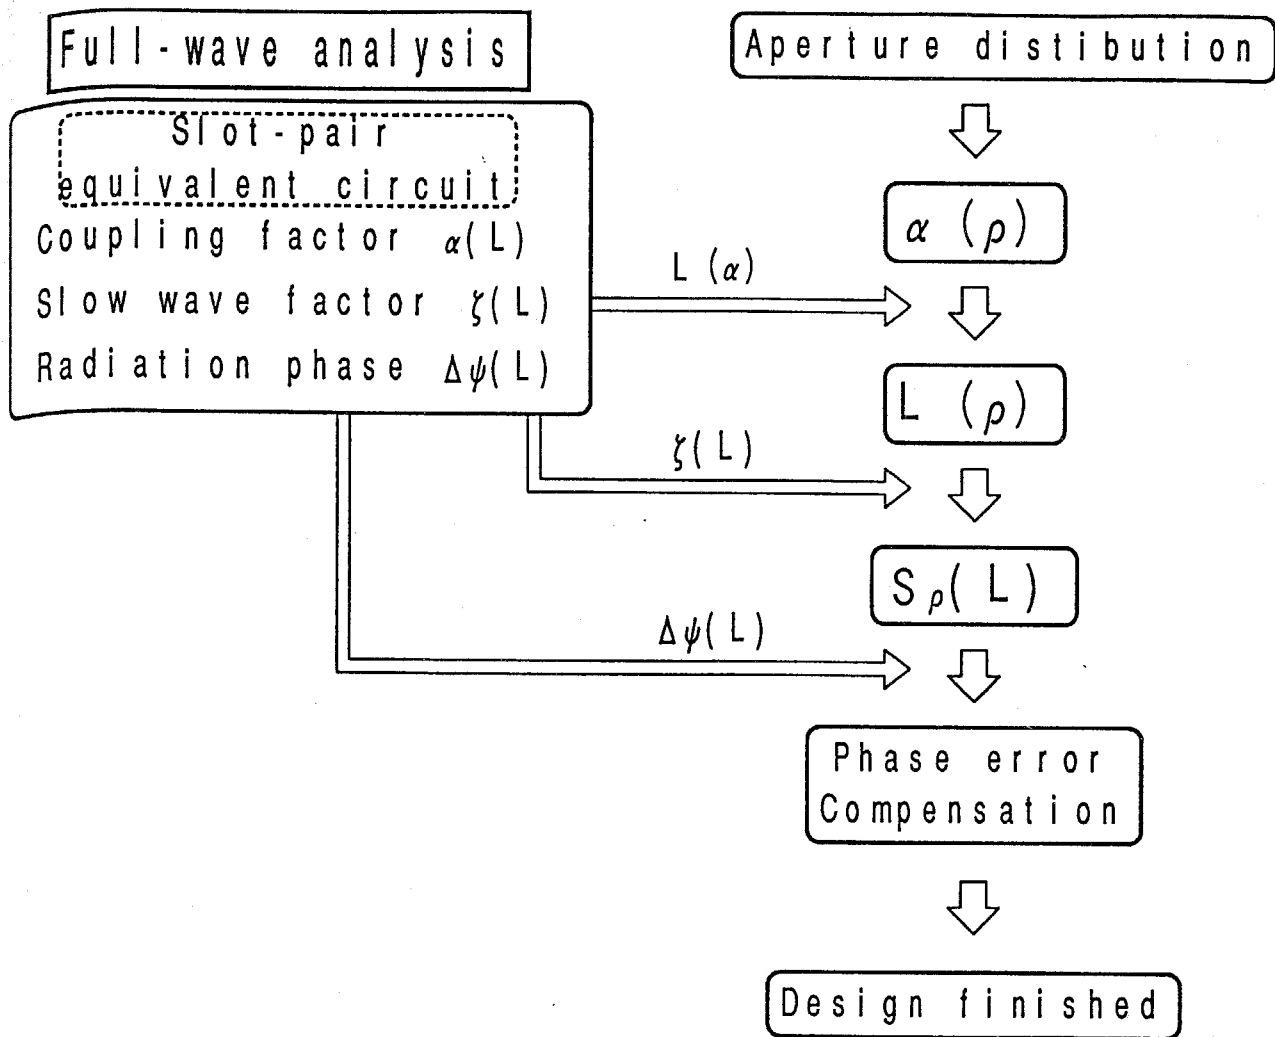 Full-wave analysis
Slot-pair
equivalent circuit
Coupling factor α(L)
Slow wave factor ζ(L)
Radiation phase Δψ(L)
L (α)
ζ(L)
Δψ(L)
Aperture distibution
α (ρ)
L (ρ)
Sρ(L)
Phase error
Compensation
Design finished